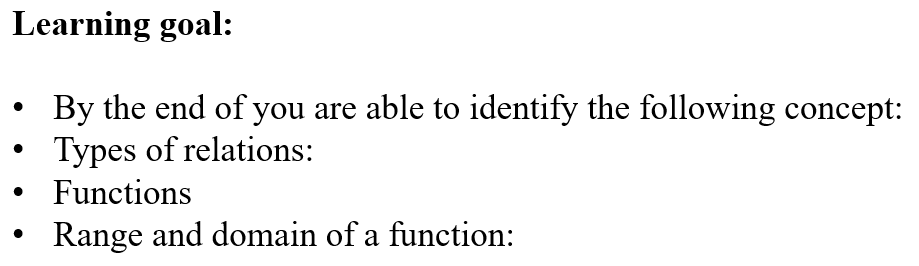 Learning goal:
• By the end of you are able to identify the following concept:
• Types of relations:
• Functions
• Range and domain of a function: